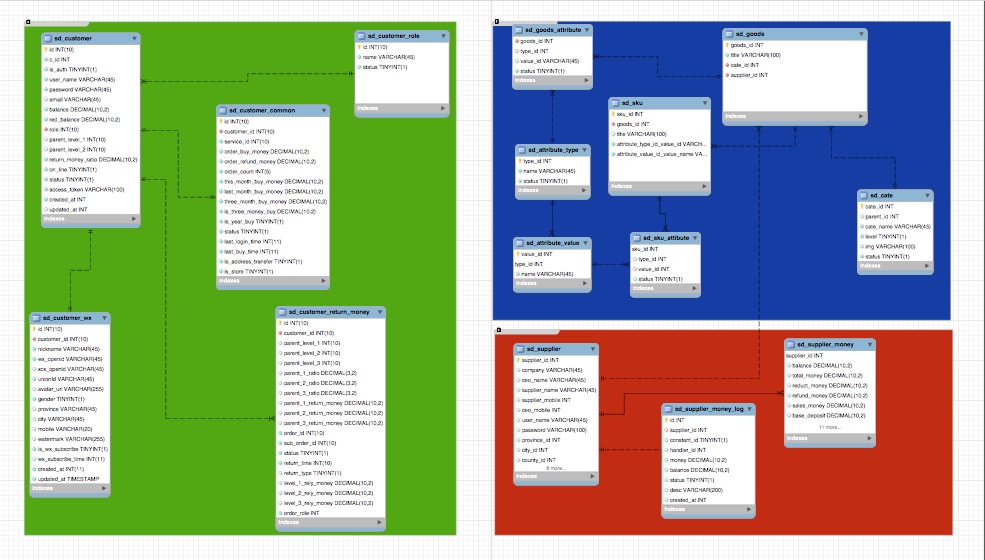 sd_customer
id INT(10)
c_id INT
is_auth TINYINT(1)
user_name VARCHAR(45)
password VARCHAR(45)
email VARCHAR(45)
balance DECIMAL(10,2)
red_balance DECIMAL(10,2)
role INT(10)
parent_level_1 INT(10)
parent_level_2 INT(10)
return_money_ratio DECIMAL(10,2)
on_line TINYINT(1)
status TINYINT(1)
access_token VARCHAR(100)
created_at INT
updated_at INT
Indexes
sd_customer_role
id INT(10)
name VARCHAR(45)
status TINYINT(1)
Indexes
sd_customer_common
id INT(10)
customer_id INT(10)
service_id INT(10)
order_buy_money DECIMAL(10,2)
order_refund_money DECIMAL(10,2)
order_count INT(5)
this_month_buy_money DECIMAL(10,2)
last_month_buy_money DECIMAL(10,2)
three_month_buy_money DECIMAL(10,2)
is_three_money_buy DECIMAL(10,2)
is_year_buy TINYINT(1)
status TINYINT(1)
last_login_time INT(11)
last_buy_time INT(11)
is_address_transfer TINYINT(1)
is_store TINYINT(1)
Indexes
sd_customer_wx
id INT(10)
customer_id INT(10)
nickname VARCHAR(45)
wx_openid VARCHAR(45)
xcx_openid VARCHAR(45)
unionid VARCHAR(45)
avatar_url VARCHAR(255)
gender TINYINT(1)
province VARCHAR(45)
city VARCHAR(45)
mobile VARCHAR(20)
watermark VARCHAR(255)
is_wx_subscribe TINYINT(1)
wx_subscribe_time INT(11)
created_at INT(11)
updated_at TIMESTAMP
Indexes
sd_customer_return_money
id INT(10)
customer_id INT(10)
parent_level_1 INT(10)
parent_level_2 INT(10)
parent_level_3 INT(10)
parent_1_ratio DECIMAL(3,2)
parent_2_ratio DECIMAL(3,2)
parent_3_ratio DECIMAL(3,2)
parent_1_return_money DECIMAL(10,2)
parent_2_return_money DECIMAL(10,2)
parent_3_return_money DECIMAL(10,2)
order_id INT(10)
sub_order_id INT(10)
status TINYINT(1)
return_time INT(10)
return_type TINYINT(1)
level_1_rely_money DECIMAL(10,2)
level_2_rely_money DECIMAL(10,2)
level_3_rely_money DECIMAL(10,2)
order_role INT
Indexes
sd_goods_attribute
goods_id INT
type_id INT
value_id VARCHAR(45)
status TINYINT(1)
Indexes
sd_goods
goods_id INT
title VARCHAR(100)
cate_id INT
supplier_id INT
Indexes
sd_sku
sku_id INT
goods_id INT
title VARCHAR(100)
attribute_type_id_value_id VARCH...
attribute_value_id_value_name VA...
Indexes
sd_attribute_type
type_id INT
name VARCHAR(45)
status TINYINT(1)
Indexes
sd_cate
cate_id INT
parent_id INT
cate_name VARCHAR(45)
level TINYINT(1)
img VARCHAR(100)
status TINYINT(1)
Indexes
sd_attribute_value
value_id INT
type_id INT
name VARCHAR(45)
Indexes
sd_sku_attibute
sku_id INT
type_id INT
value_id INT
status TINYINT(1)
Indexes
sd_supplier
supplier_id INT
company VARCHAR(45)
ceo_name VARCHAR(45)
supplier_name VARCHAR(45)
supplier_mobile INT
ceo_mobile INT
user_name VARCHAR(45)
password VARCHAR(100)
province_id INT
city_id INT
county_id INT
Indexes
sd_supplier_money
supplier_id INT
balance DECIMAL(10,2)
total_money DECIMAL(10,2)
reduct_money DECIMAL(10,2)
refund_money DECIMAL(10,2)
sales_money DECIMAL(10,2)
base_deposit DECIMAL(10,2)
11 more...
Indexes
sd_supplier_money_log
id INT
supplier_id INT
constant_id TINYINT(1)
handler_id INT
money DECIMAL(10,2)
balance DECIMAL(10,2)
status TINYINT(1)
desc VARCHAR(200)
created_at INT
Indexes